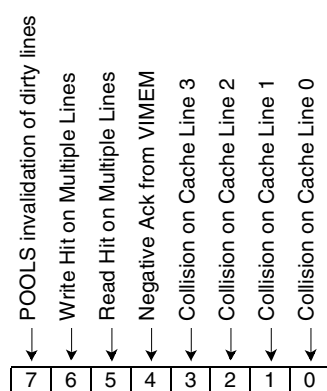 POOLS invalidation of dirty lines
Write Hit on Multiple Lines
Read Hit on Multiple Lines
Negative Ack from VIMEM
Collision on Cache Line 3
Collision on Cache Line 2
Collision on Cache Line 1
Collision on Cache Line 0
7 6 5 4 3 2 1 0